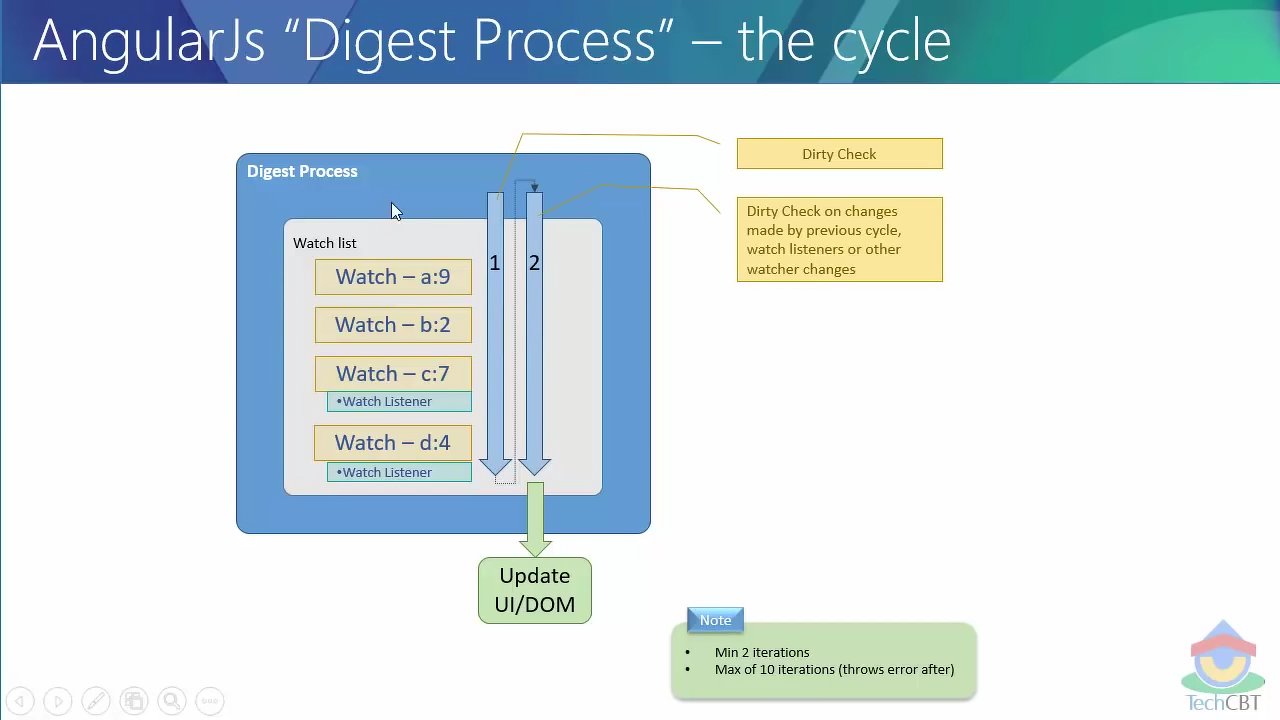 AngularJs “Digest Process” – the cycle
Digest Process
Watch list
Watch – a:9
Watch – b:2
Watch – c:7
•Watch Listener
Watch – d:4
•Watch Listener
1
2
Dirty Check
Dirty Check on changes
made by previous cycle,
watch listeners or other
watcher changes
Update
UI/DOM
Note
• Min 2 iterations
• Max of 10 iterations (throws error after)
TechCBT